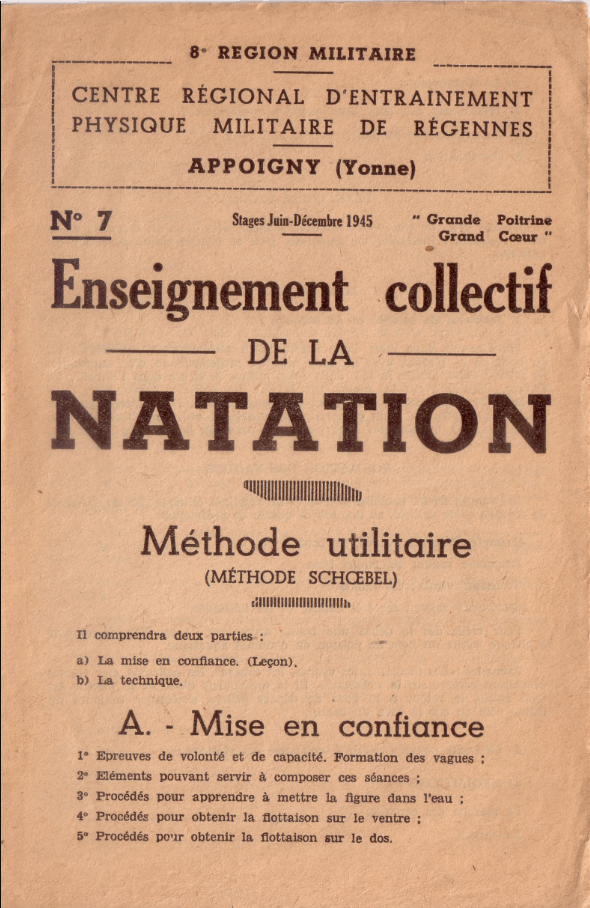 8e REGION MILITAIRE
CENTRE RÉGIONAL D'ENTRAINEMENT
PHYSIQUE MILITAIRE DE RÉGENNES
APPOIGNY (Yonne)
No 7
Stages Juin-Décembre 1945
" Grande Poitrine
Grand Cœur "
Enseignement collectif
DE LA
NATATION
Méthode utilitaire
(MÉTHODE SCHŒBEL)
Il comprendra deux parties :
a) La mise en confiance. (Leçon).
b) La technique.
A. - Mise en confiance
1° Epreuves de volonté et de capacité. Formation des vagues ;
2° Eléments pouvant servir à composer ces séances ;
3° Procédés pour apprendre à mettre la figure dans l'eau ;
4° Procédés pour obtenir la flottaison sur le ventre ;
5° Procédés pour obtenir la flottaison sur le dos.